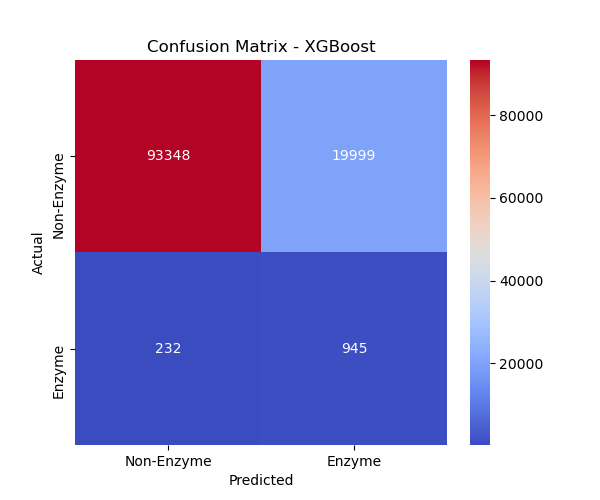 Confusion Matrix - XGBoost
Actual
Non-Enzyme
Enzyme
93348 19999
232 945
Non-Enzyme Enzyme
Predicted
80000
60000
40000
20000